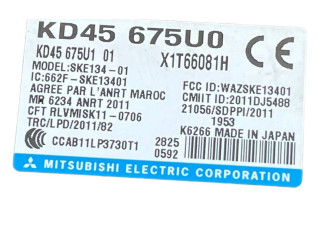 KD45 675U0
KD45 675U1 01 X1T66081H
MODEL:SKE134-01
IC:662F-SKE13401
AGREE PAR L'ANRT MAROC
MR 6234 ANRT 2011
CFT RLVMISK11-0706
TRC/LPD/2011/82
FCC ID:WAZSKE13401
CMIIT ID:2011DJ5488
21056/SDPPI/2011
1953
K6266 MADE IN JAPAN
CCAB11LP3730T1
2825
0592
MITSUBISHI ELECTRIC CORPORATION